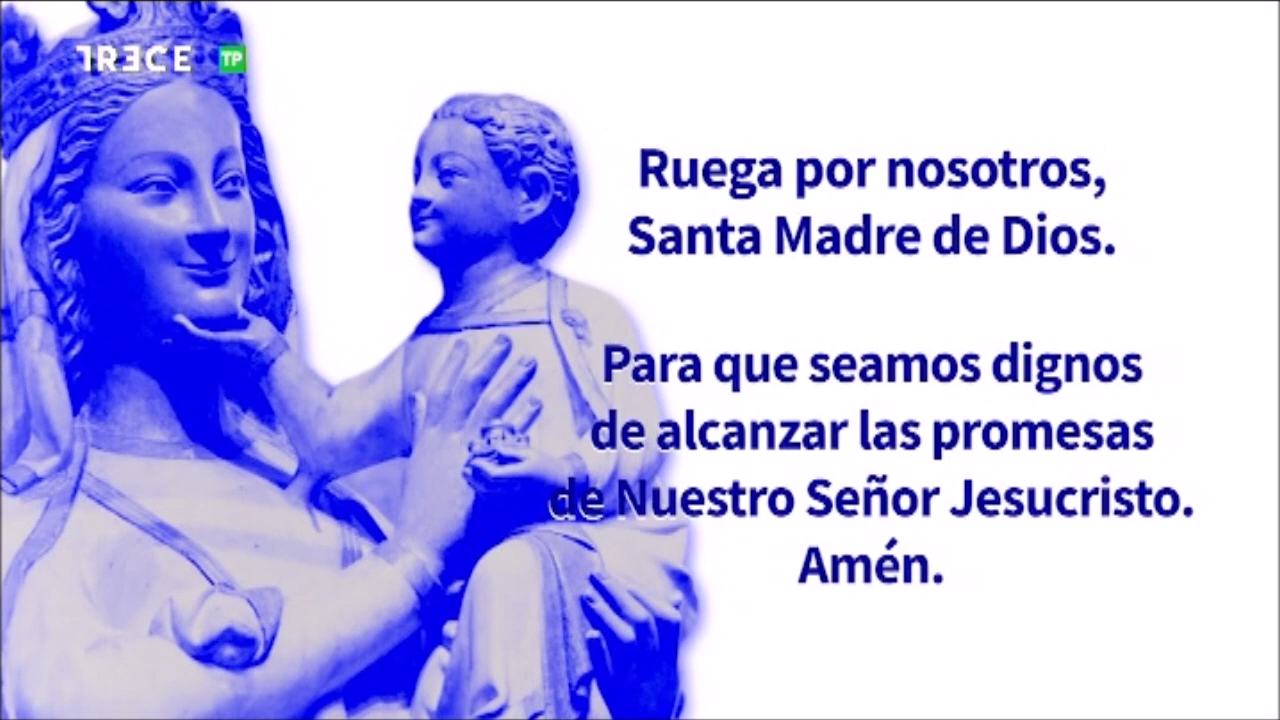 TRECE TP
Ruega por nosotros,
Santa Madre de Dios.
Para que seamos dignos
de alcanzar las promesas
de Nuestro Señor Jesucristo.
Amén.